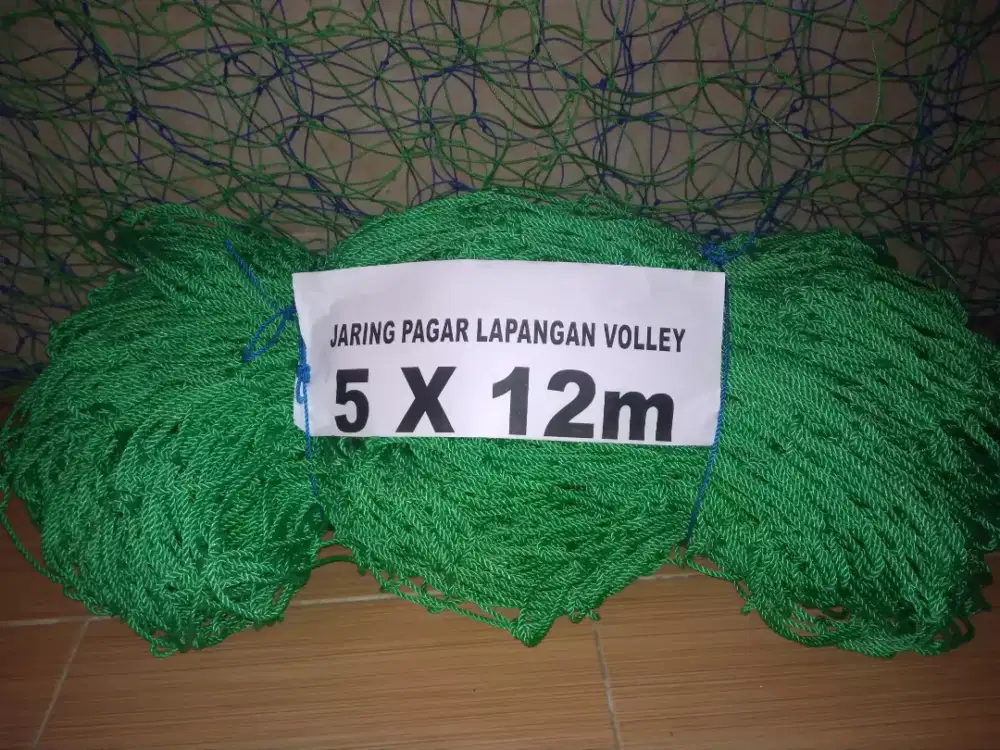 JARING PAGAR LAPANGAN VOLLEY
5 X 12m